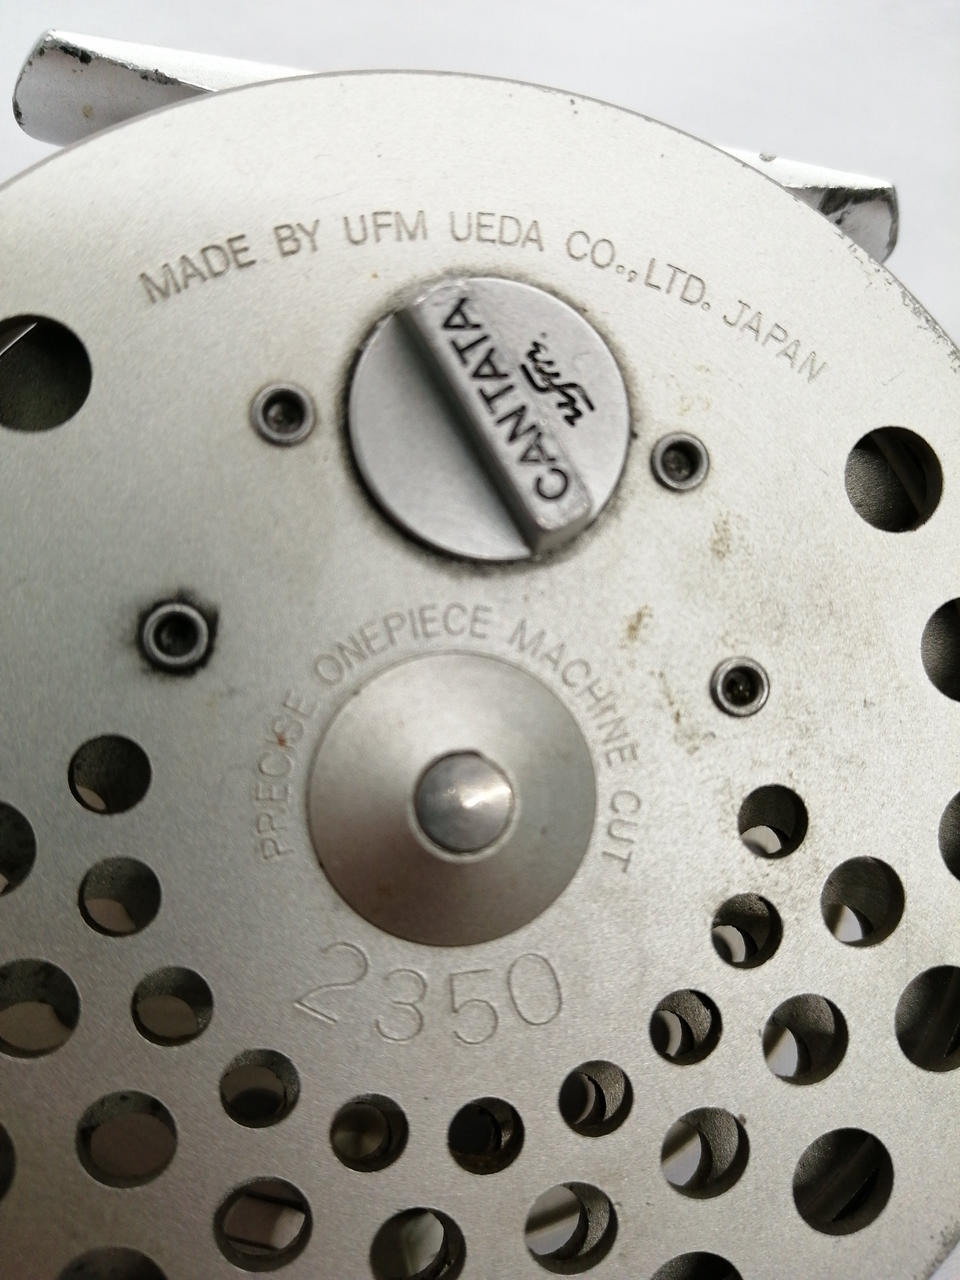 MADE BY UFM UEDA CO.,LTD. JAPAN
CANTATA
ufm.
PRECISE ONEPIECE MACHINE CUT
2350